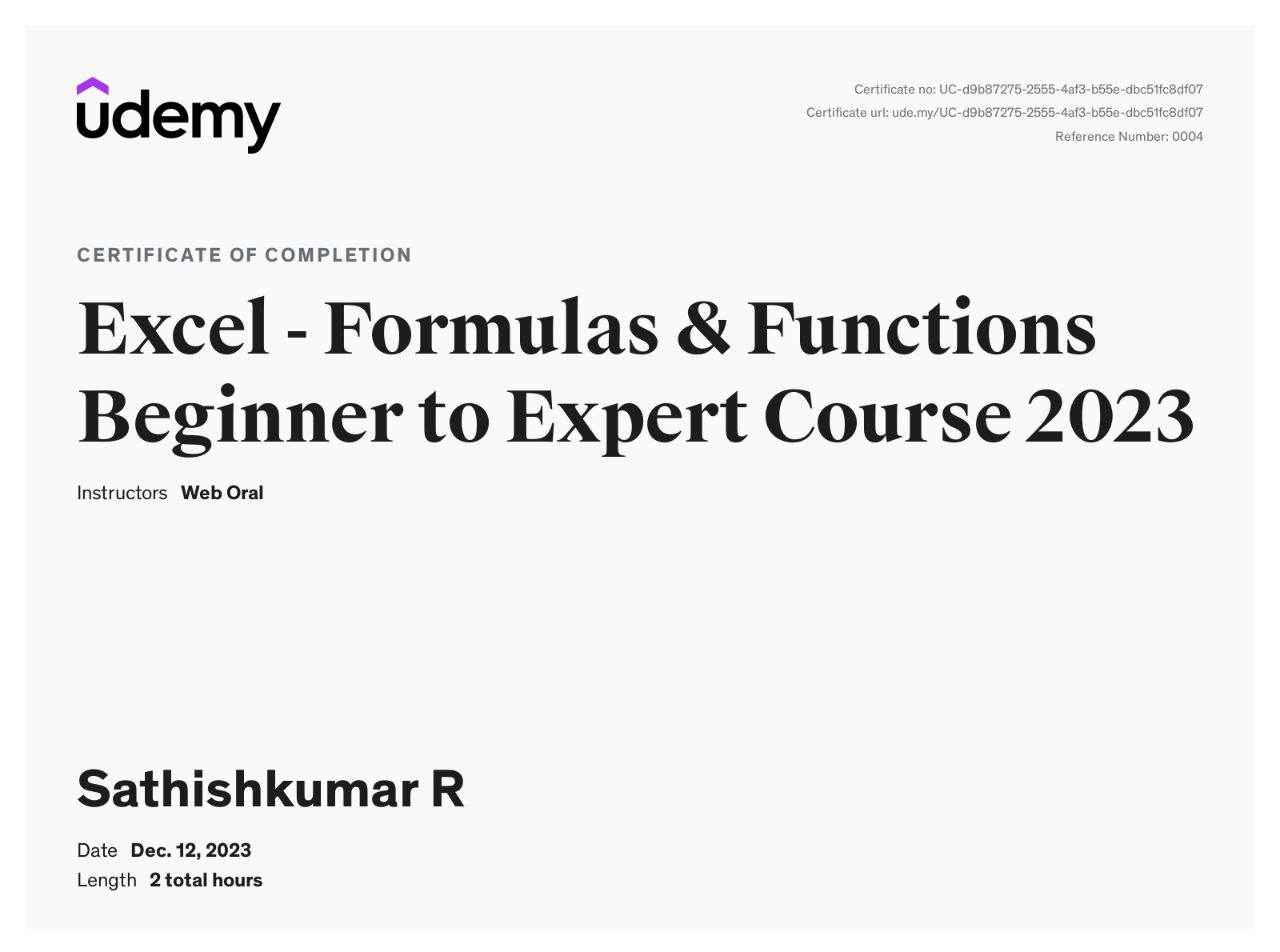 udemy
Certificate no: UC-d9b87275-2555-4af3-b55e-dbc51fc8df07
Certificate url: ude.my/UC-d9b87275-2555-4af3-b55e-dbc51fc8df07
Reference Number: 0004
CERTIFICATE OF COMPLETION
Excel - Formulas & Functions
Beginner to Expert Course 2023
Instructors Web Oral
Sathishkumar R
Date Dec. 12, 2023
Length 2 total hours